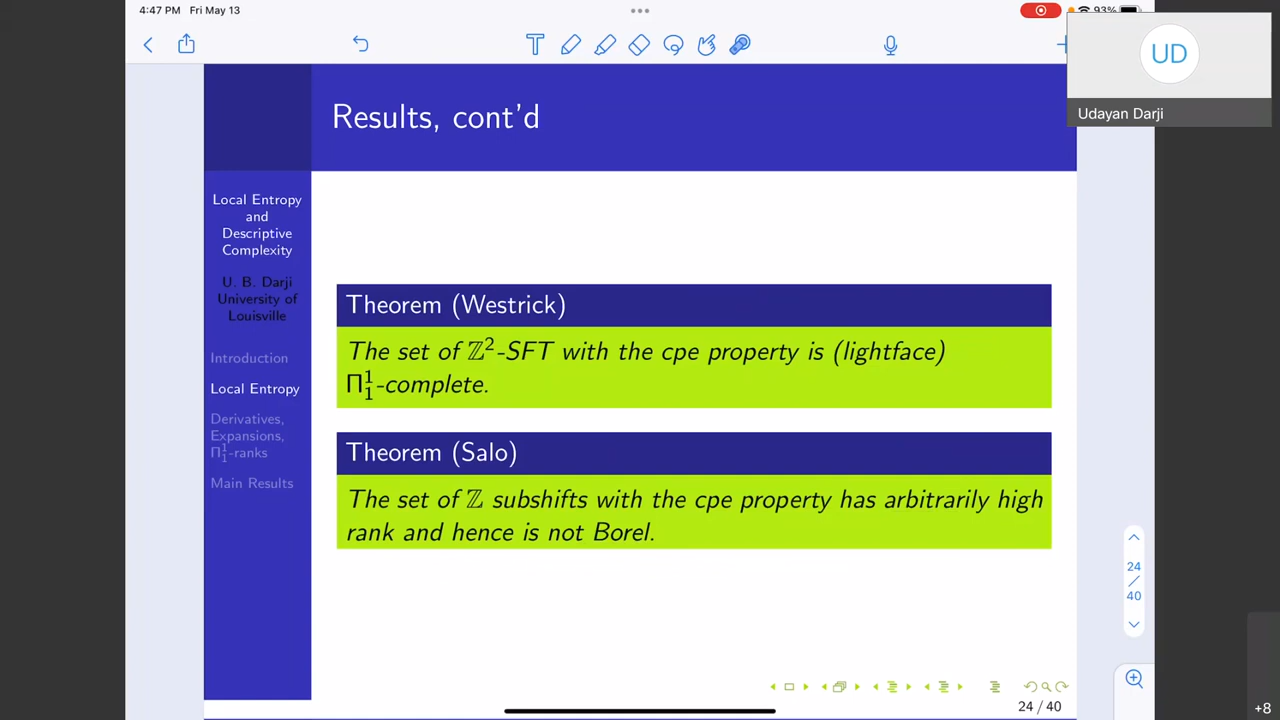 4:47 PM Fri May 13
93%
UD
Udayan Darji
Results, cont'd
Local Entropy
and
Descriptive
Complexity
U. B. Darji
University of
Louisville
Introduction
Local Entropy
Derivatives,
Expansions,
Π¹₁-ranks
Main Results
Theorem (Westrick)
The set of ℤ²-SFT with the cpe property is (lightface)
Π¹₁-complete.
Theorem (Salo)
The set of ℤ subshifts with the cpe property has arbitrarily high
rank and hence is not Borel.
24
/
40
24 / 40
+8